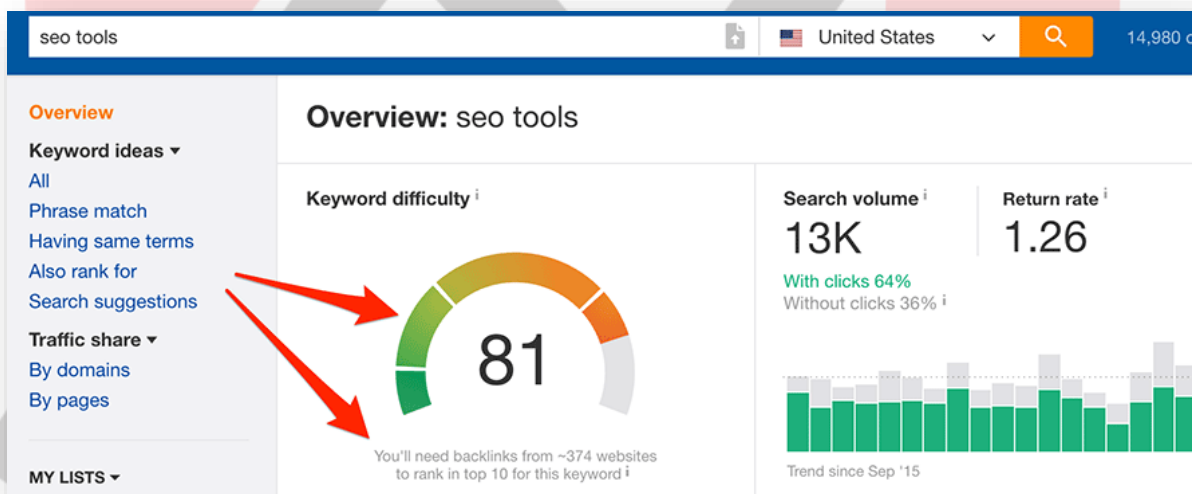 seo tools
United States
14,980
Overview
Keyword ideas
All
Phrase match
Having same terms
Also rank for
Search suggestions
Traffic share
By domains
By pages
MY LISTS
Overview: seo tools
Keyword difficulty i
81
You'll need backlinks from ~374 websites
to rank in top 10 for this keyword i
Search volume i
13K
With clicks 64%
Without clicks 36% i
Return rate i
1.26
Trend since Sep '15